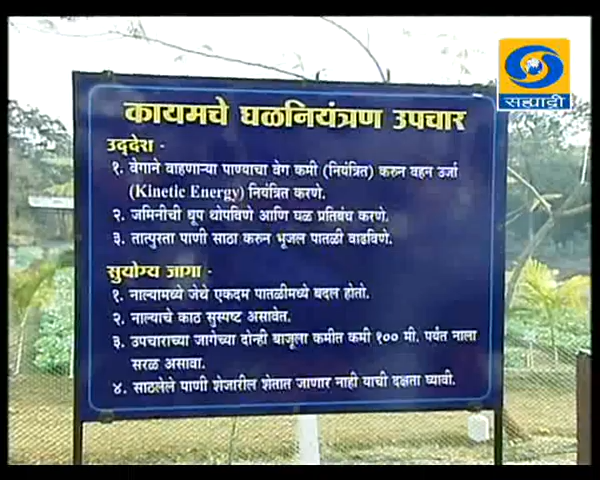 सह्याद्री
कायमचे घळनियंत्रण उपचार
उद्देश -
१. वेगाने वाहणाऱ्या पाण्याचा वेग कमी (नियंत्रित) करुन वहन उर्जा
(Kinetic Energy) नियंत्रित करणे.
२. जमिनीची धूप थोपविणे आणि घळ प्रतिबंध करणे.
३. तात्पुरता पाणी साठा करुन भूजल पातळी वाढविणे.
सुयोग्य जागा -
१. नाल्यामध्ये जेथे एकदम पातळीमध्ये बदल होतो.
२. नाल्याचे काठ सुस्पष्ट असावेत.
३. उपचाराच्या जागेच्या दोन्ही बाजूला कमीत कमी १०० मी. पर्यंत नाला
सरळ असावा.
४. साठलेले पाणी शेजारील शेतात जाणार नाही याची दक्षता घ्यावी.